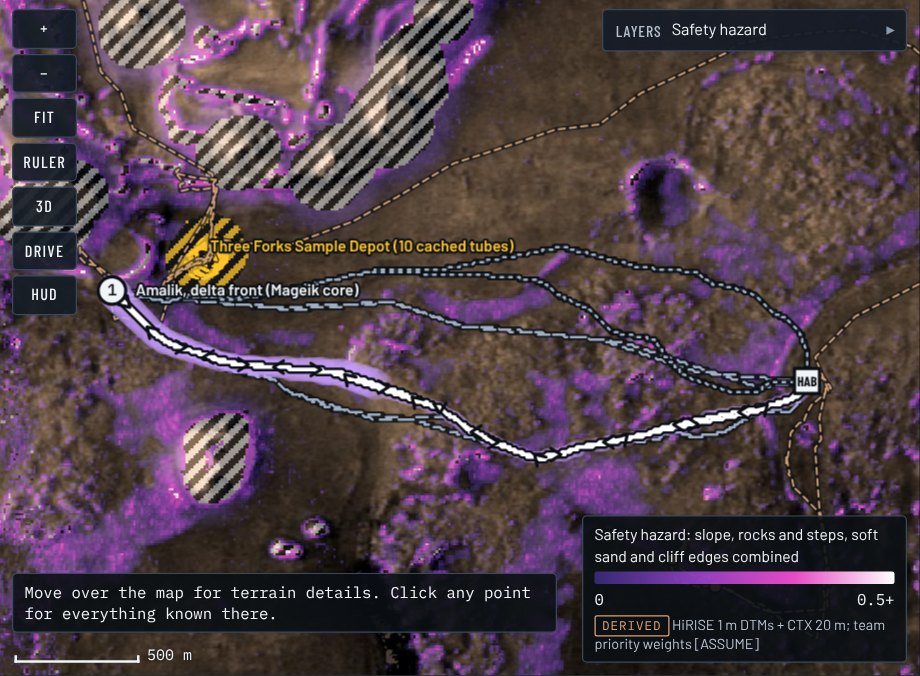 +
LAYERS Safety hazard ▶
−
FIT
RULER
3D
DRIVE
HUD
Three Forks Sample Depot (10 cached tubes)
1
Amalik, delta front (Mageik core)
HAB
Safety hazard: slope, rocks and steps, soft
sand and cliff edges combined
0 0.5+
DERIVED HiRISE 1 m DTMs + CTX 20 m; team
priority weights [ASSUME]
Move over the map for terrain details. Click any point
for everything known there.
500 m